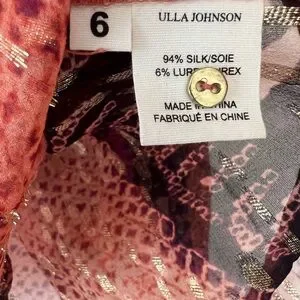 6
ULLA JOHNSON
94% SILK/SOIE
6%
MADE IN CHINA
FABRIQUÉ EN CHINE